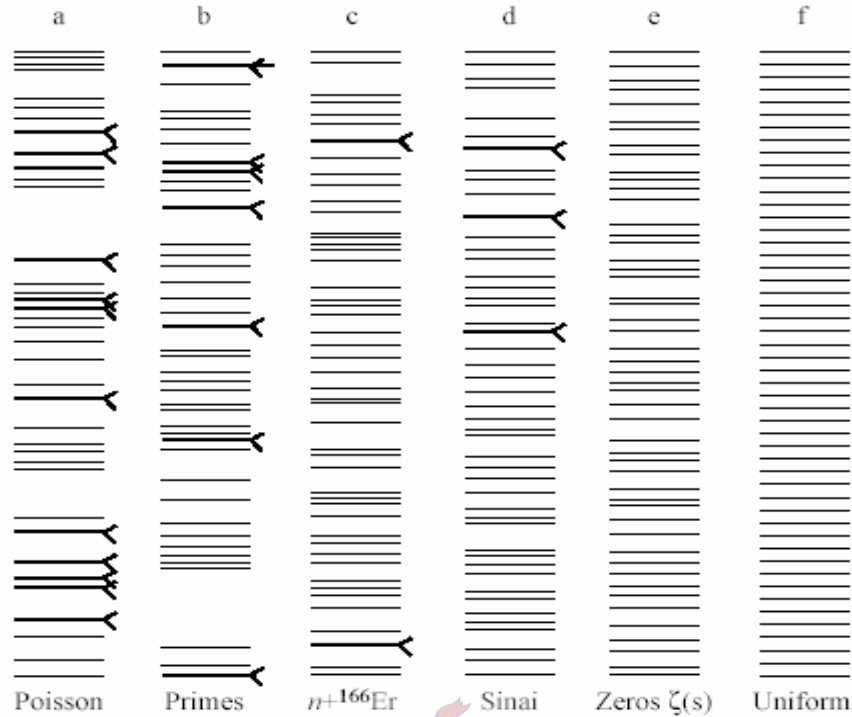 a b c d e f
Poisson Primes n+¹⁶⁶Er Sinai Zeros ζ(s) Uniform